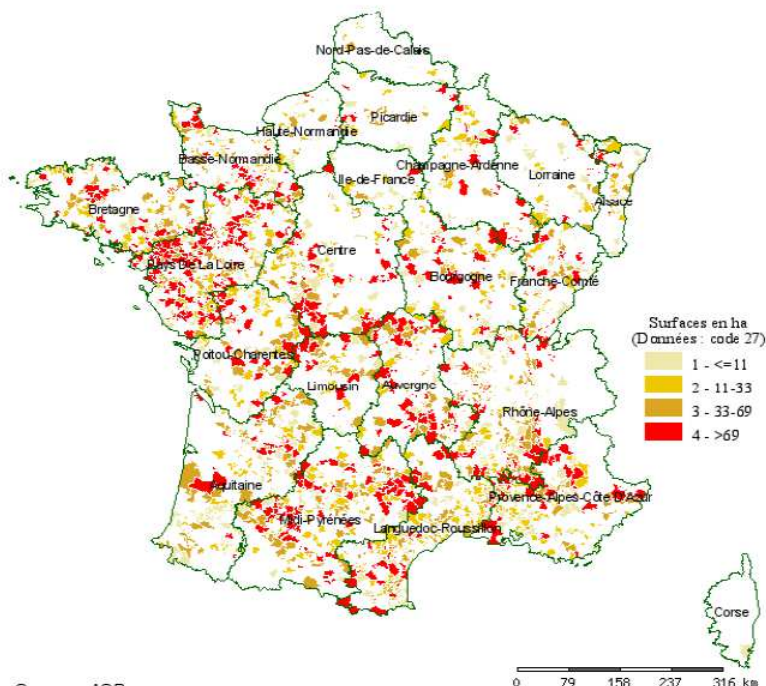 Nord-Pas-de-Calais
Picardie
Haute-Normandie
Basse-Normandie
Ile-de-France
Champagne-Ardenne
Lorraine
Alsace
Bretagne
Pays De La Loire
Centre
Bourgogne
Franche-Comté
Poitou-Charentes
Limousin
Auvergne
Rhône-Alpes
Aquitaine
Midi-Pyrénées
Languedoc-Roussillon
Provence-Alpes-Côte D'Azur
Corse
Surfaces en ha
(Données : code 27)
1 - <=11
2 - 11-33
3 - 33-69
4 - >69
0 79 158 237 316 km